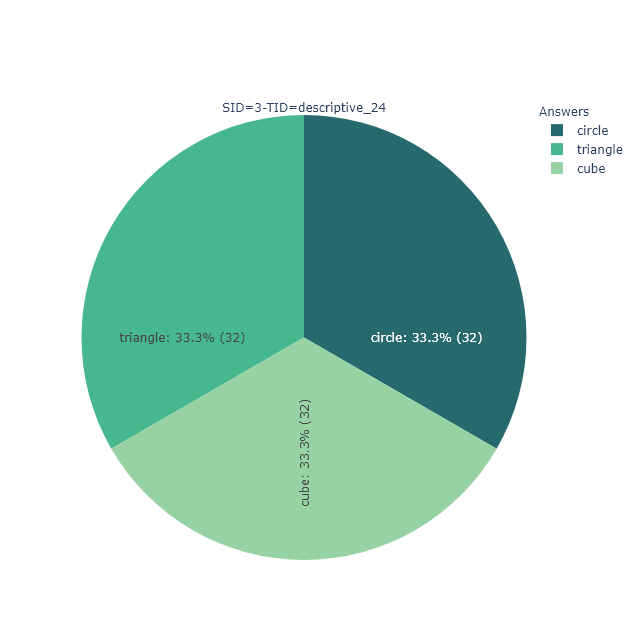 SID=3-TID=descriptive_24
Answers
circle
triangle
cube
triangle: 33.3% (32)
circle: 33.3% (32)
cube: 33.3% (32)